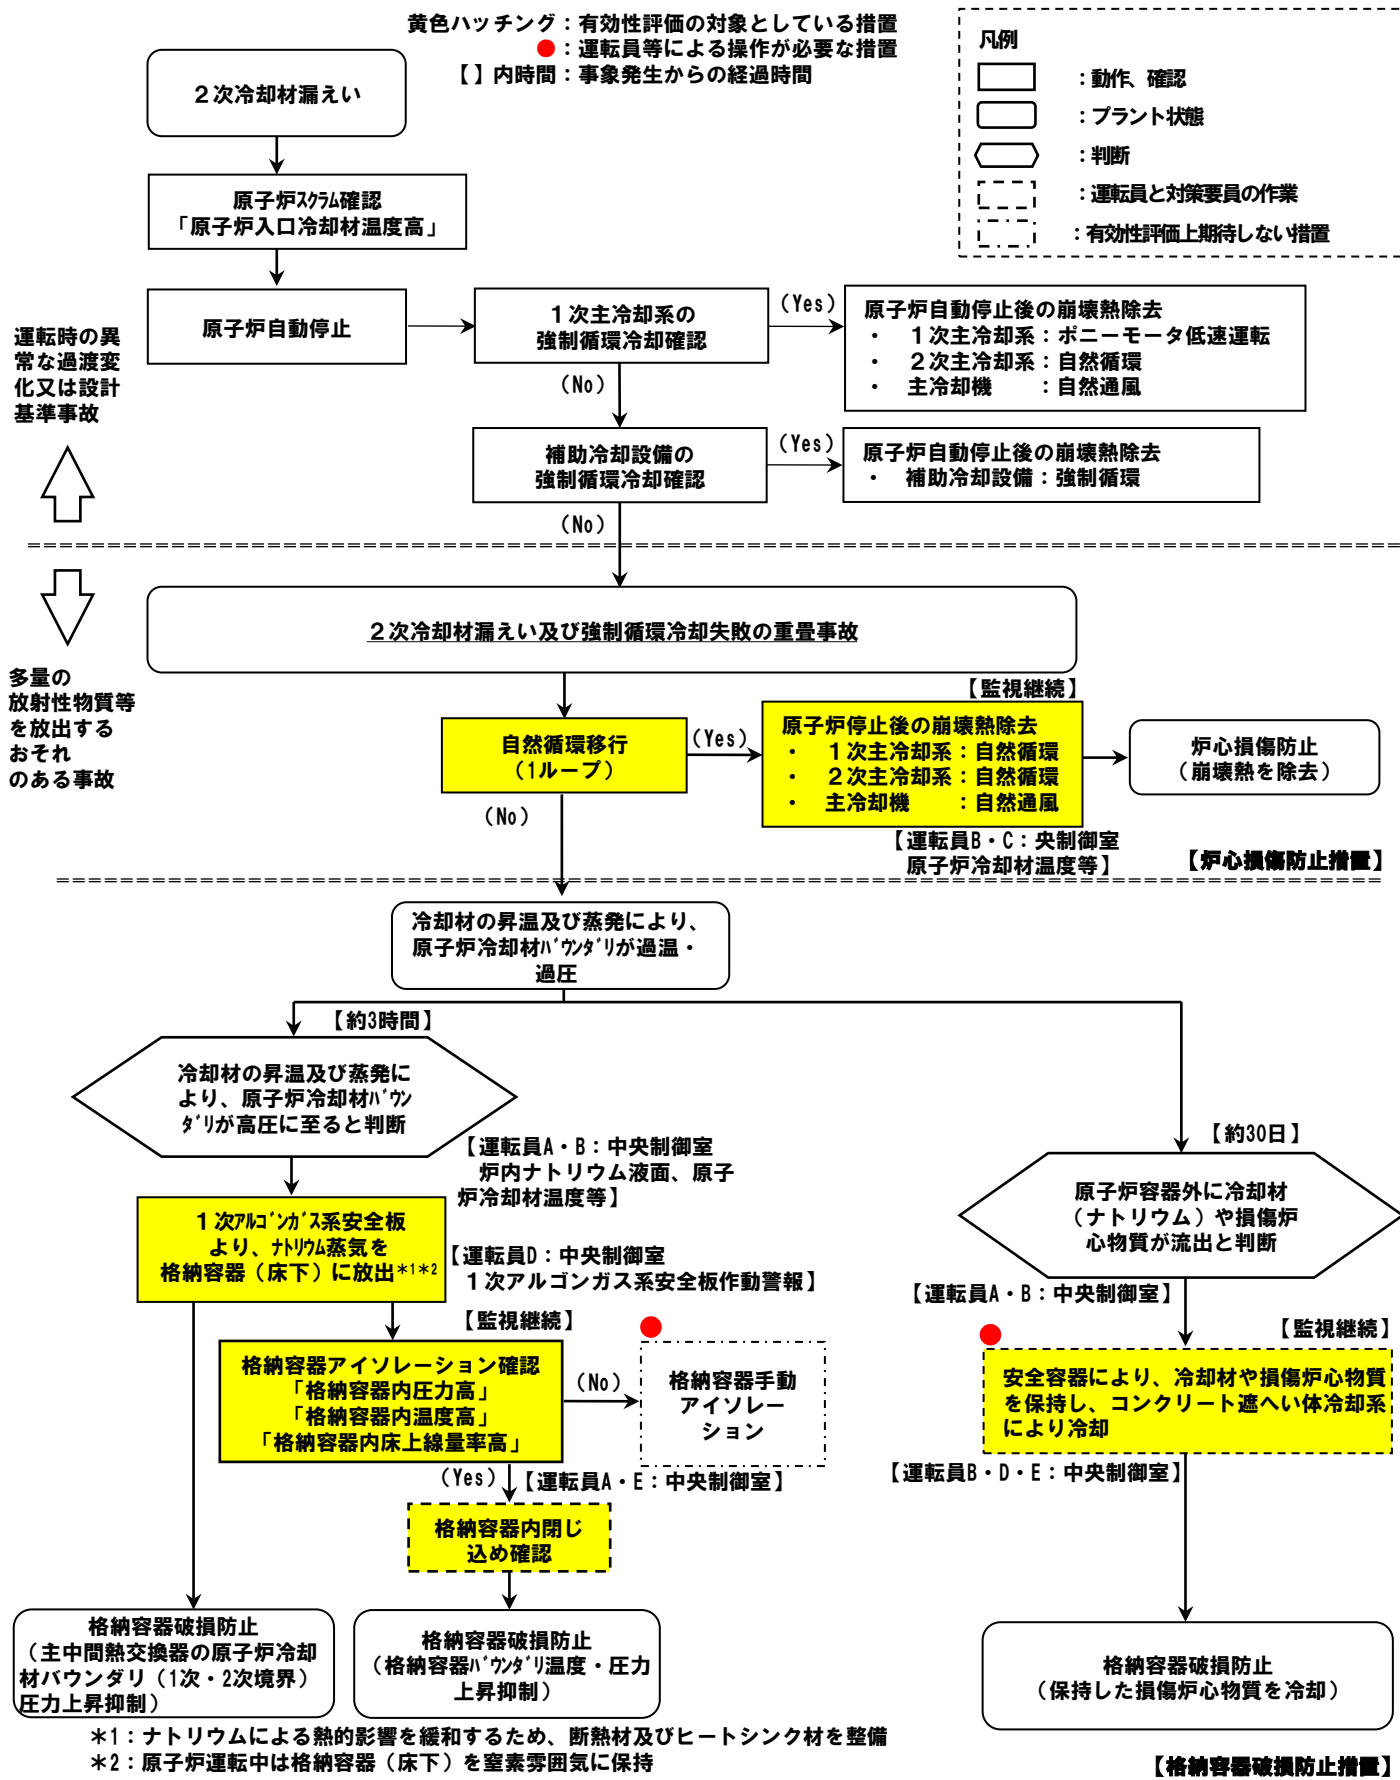 黄色ハッチング：有効性評価の対象としている措置
●：運転員等による操作が必要な措置
【】内時間：事象発生からの経過時間
凡例
：動作、確認
：プラント状態
：判断
：運転員と対策要員の作業
：有効性評価上期待しない措置
２次冷却材漏えい
原子炉ｽｸﾗﾑ確認
「原子炉入口冷却材温度高」
原子炉自動停止
１次主冷却系の
強制循環冷却確認
（Yes）
原子炉自動停止後の崩壊熱除去
・　１次主冷却系：ポニーモータ低速運転
・　２次主冷却系：自然循環
・　主冷却機　　：自然通風
（No）
運転時の異
常な過渡変
化又は設計
基準事故
補助冷却設備の
強制循環冷却確認
（Yes）
原子炉自動停止後の崩壊熱除去
・　補助冷却設備：強制循環
（No）
２次冷却材漏えい及び強制循環冷却失敗の重畳事故
多量の
放射性物質等
を放出する
おそれ
のある事故
【監視継続】
自然循環移行
（1ループ）
（Yes）
原子炉停止後の崩壊熱除去
・　１次主冷却系：自然循環
・　２次主冷却系：自然循環
・　主冷却機　　：自然通風
炉心損傷防止
（崩壊熱を除去）
（No）
【運転員B・C：央制御室
原子炉冷却材温度等】
【炉心損傷防止措置】
冷却材の昇温及び蒸発により、
原子炉冷却材ﾊﾞｳﾝﾀﾞﾘが過温・
過圧
【約3時間】
冷却材の昇温及び蒸発に
より、原子炉冷却材ﾊﾞｳﾝ
ﾀﾞﾘが高圧に至ると判断
【運転員A・B：中央制御室
炉内ナトリウム液面、原子
炉冷却材温度等】
【約30日】
原子炉容器外に冷却材
（ナトリウム）や損傷炉
心物質が流出と判断
【運転員A・B：中央制御室】
１次ｱﾙｺﾞﾝｶﾞｽ系安全板
より、ﾅﾄﾘｳﾑ蒸気を
格納容器（床下）に放出*1*2
【運転員D：中央制御室
１次アルゴンガス系安全板作動警報】
【監視継続】
格納容器アイソレーション確認
「格納容器内圧力高」
「格納容器内温度高」
「格納容器内床上線量率高」
（No）
格納容器手動
アイソレー
ション
【監視継続】
安全容器により、冷却材や損傷炉心物質
を保持し、コンクリート遮へい体冷却系
により冷却
【運転員B・D・E：中央制御室】
（Yes）
【運転員A・E：中央制御室】
格納容器内閉じ
込め確認
格納容器破損防止
（主中間熱交換器の原子炉冷却
材バウンダリ（1次・2次境界）
圧力上昇抑制）
格納容器破損防止
（格納容器ﾊﾞｳﾝﾀﾞﾘ温度・圧力
上昇抑制）
格納容器破損防止
（保持した損傷炉心物質を冷却）
＊1：ナトリウムによる熱的影響を緩和するため、断熱材及びヒートシンク材を整備
＊2：原子炉運転中は格納容器（床下）を窒素雰囲気に保持
【格納容器破損防止措置】